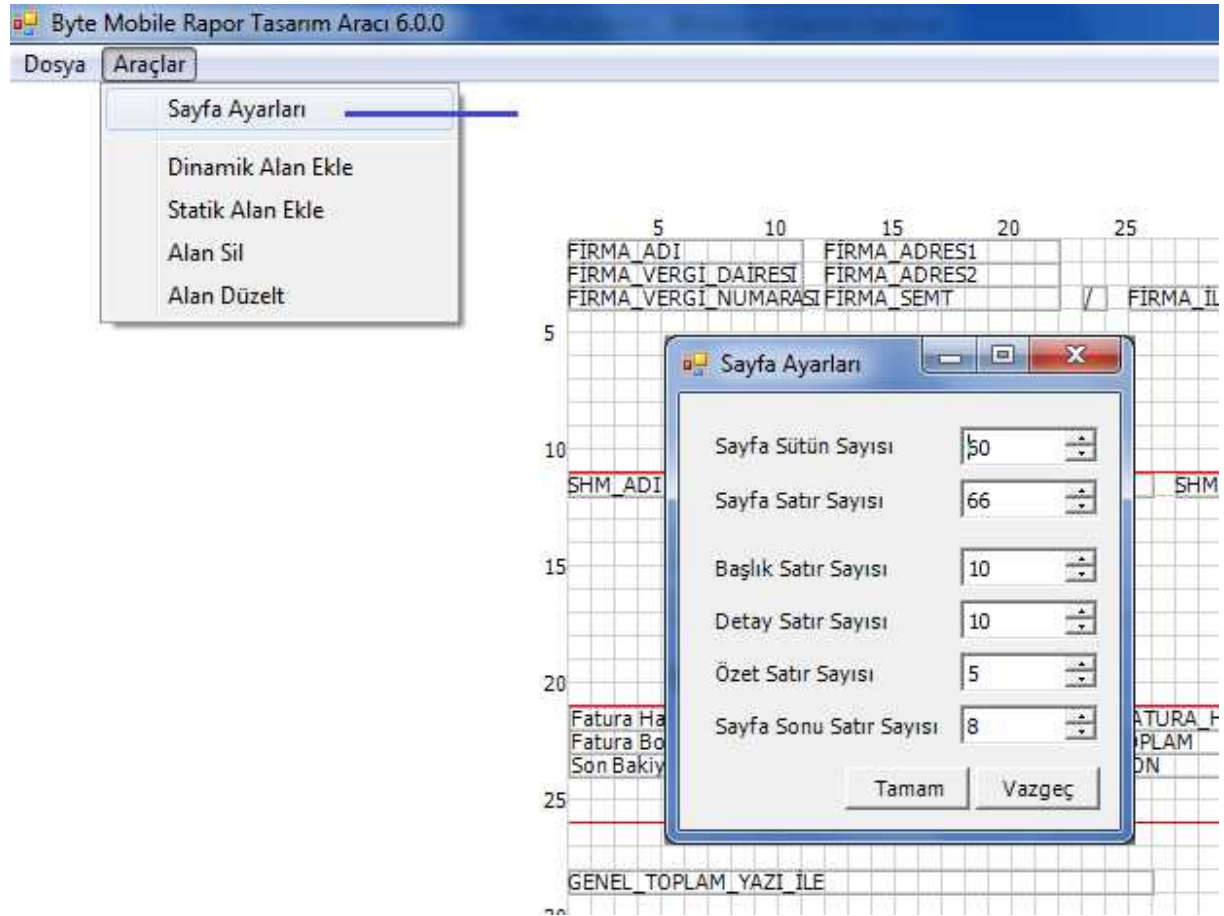 Byte Mobile Rapor Tasarım Aracı 6.0.0
Dosya Araçlar
Sayfa Ayarları
Dinamik Alan Ekle
Statik Alan Ekle
Alan Sil
Alan Düzelt
5 10 15 20 25
FİRMA_ADI FİRMA_ADRES1
FİRMA_VERGİ_DAİRESİ FİRMA_ADRES2
FİRMA_VERGİ_NUMARASI FİRMA_SEMT / FİRMA_İL
5
Sayfa Ayarları
10
Sayfa Sütün Sayısı
SHM_ADI SHM
Sayfa Satır Sayısı 66
15
Başlık Satır Sayısı 10
Detay Satır Sayısı 10
20
Özet Satır Sayısı 5
Fatura Ha ATURA_H
Sayfa Sonu Satır Sayısı 8
Fatura Bo OPLAM
Son Bakiy ON
Tamam Vazgeç
25
GENEL_TOPLAM_YAZI_İLE